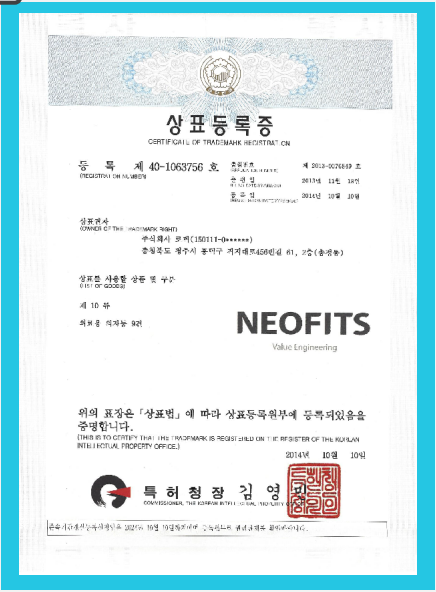 상표등록증
CERTIFICATE OF TRADEMARK REGISTRATION
등 록 제 40-1063756 호
(REGISTRATION NUMBER)
출원번호 제 2013-0076869 호
출원일 2013년 11월 18일
등록일 2014년 10월 10일
상표권자
(OWNER OF THE TRADEMARK RIGHT)
주식회사 (150111-0******)
충청북도 청주시 흥덕구 직지대로456번길 61, 2층(송정동)
상표를 사용할 상품 및 구분
(LIST OF GOODS)
제 10 류
의료용 9건
NEOFITS
Value Engineering
위의 표장은「상표법」에 따라 상표등록원부에 등록되었음을
증명합니다.
(THIS IS TO CERTIFY THAT THE TRADEMARK IS REGISTERED ON THE REGISTER OF THE KOREAN
INTELLECTUAL PROPERTY OFFICE.)
2014년 10월 10일
특허청장 김영민
COMMISSIONER, THE KOREAN INTELLECTUAL PROPERTY